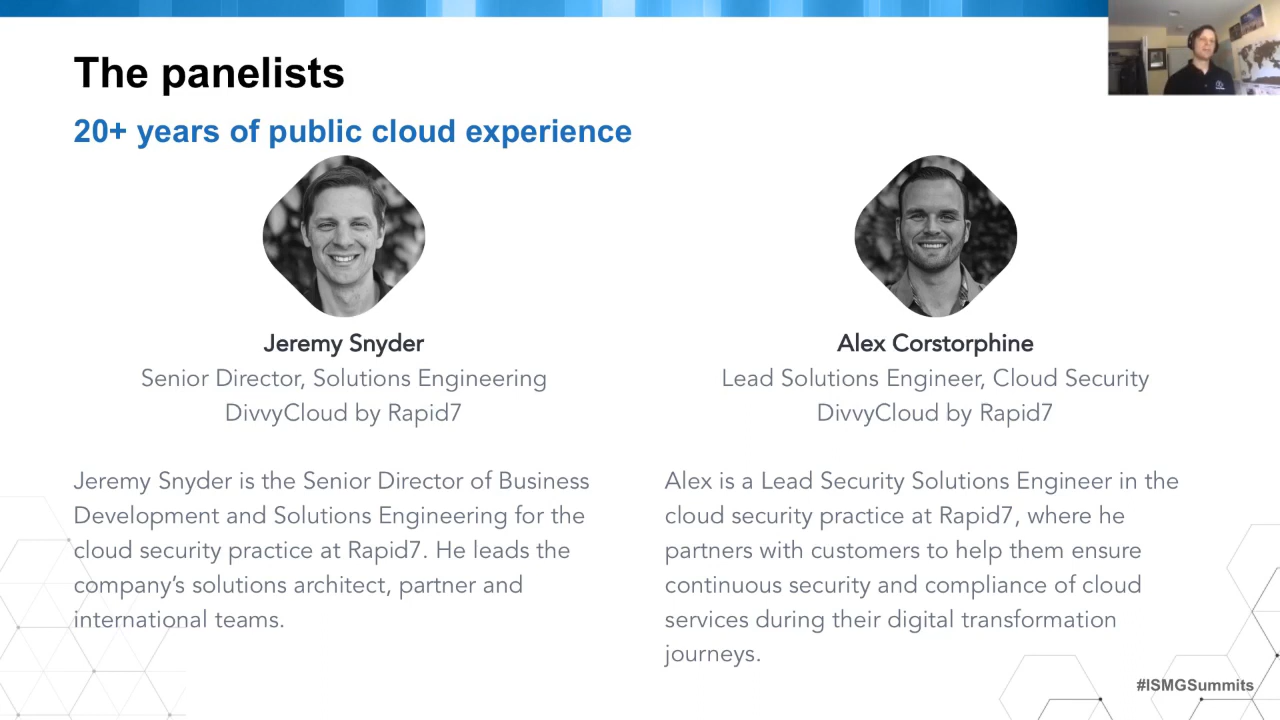 The panelists
20+ years of public cloud experience
Jeremy Snyder
Senior Director, Solutions Engineering
DivvyCloud by Rapid7
Jeremy Snyder is the Senior Director of Business
Development and Solutions Engineering for the
cloud security practice at Rapid7. He leads the
company’s solutions architect, partner and
international teams.
Alex Corstorphine
Lead Solutions Engineer, Cloud Security
DivvyCloud by Rapid7
Alex is a Lead Security Solutions Engineer in the
cloud security practice at Rapid7, where he
partners with customers to help them ensure
continuous security and compliance of cloud
services during their digital transformation
journeys.
#ISMGSummits